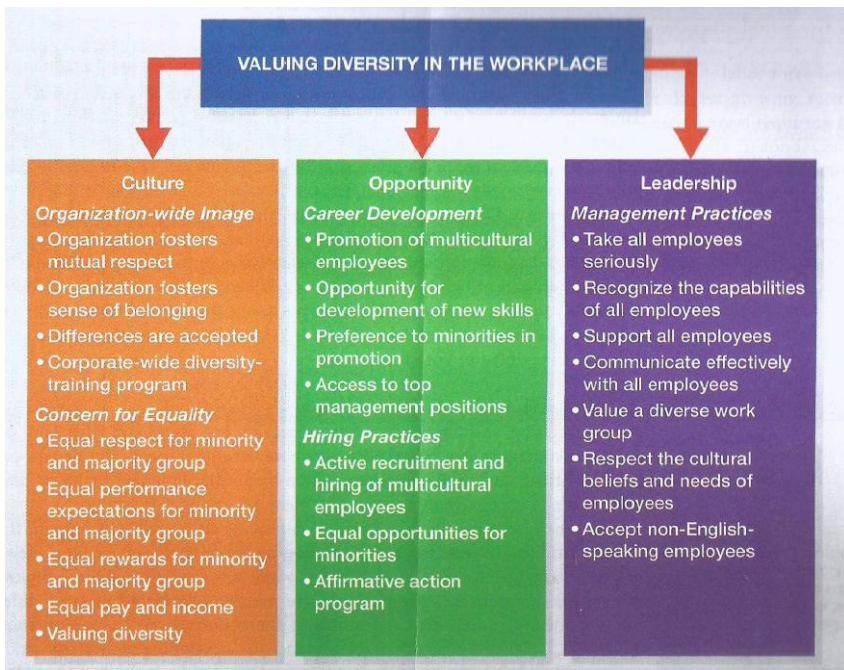 VALUING DIVERSITY IN THE WORKPLACE
Culture
Organization-wide Image
• Organization fosters
mutual respect
• Organization fosters
sense of belonging
• Differences are accepted
• Corporate-wide diversity-
training program
Concern for Equality
• Equal respect for minority
and majority group
• Equal performance
expectations for minority
and majority group
• Equal rewards for minority
and majority group
• Equal pay and income
• Valuing diversity
Opportunity
Career Development
• Promotion of multicultural
employees
• Opportunity for
development of new skills
• Preference to minorities in
promotion
• Access to top
management positions
Hiring Practices
• Active recruitment and
hiring of multicultural
employees
• Equal opportunities for
minorities
• Affirmative action
program
Leadership
Management Practices
• Take all employees
seriously
• Recognize the capabilities
of all employees
• Support all employees
• Communicate effectively
with all employees
• Value a diverse work
group
• Respect the cultural
beliefs and needs of
employees
• Accept non-English-
speaking employees